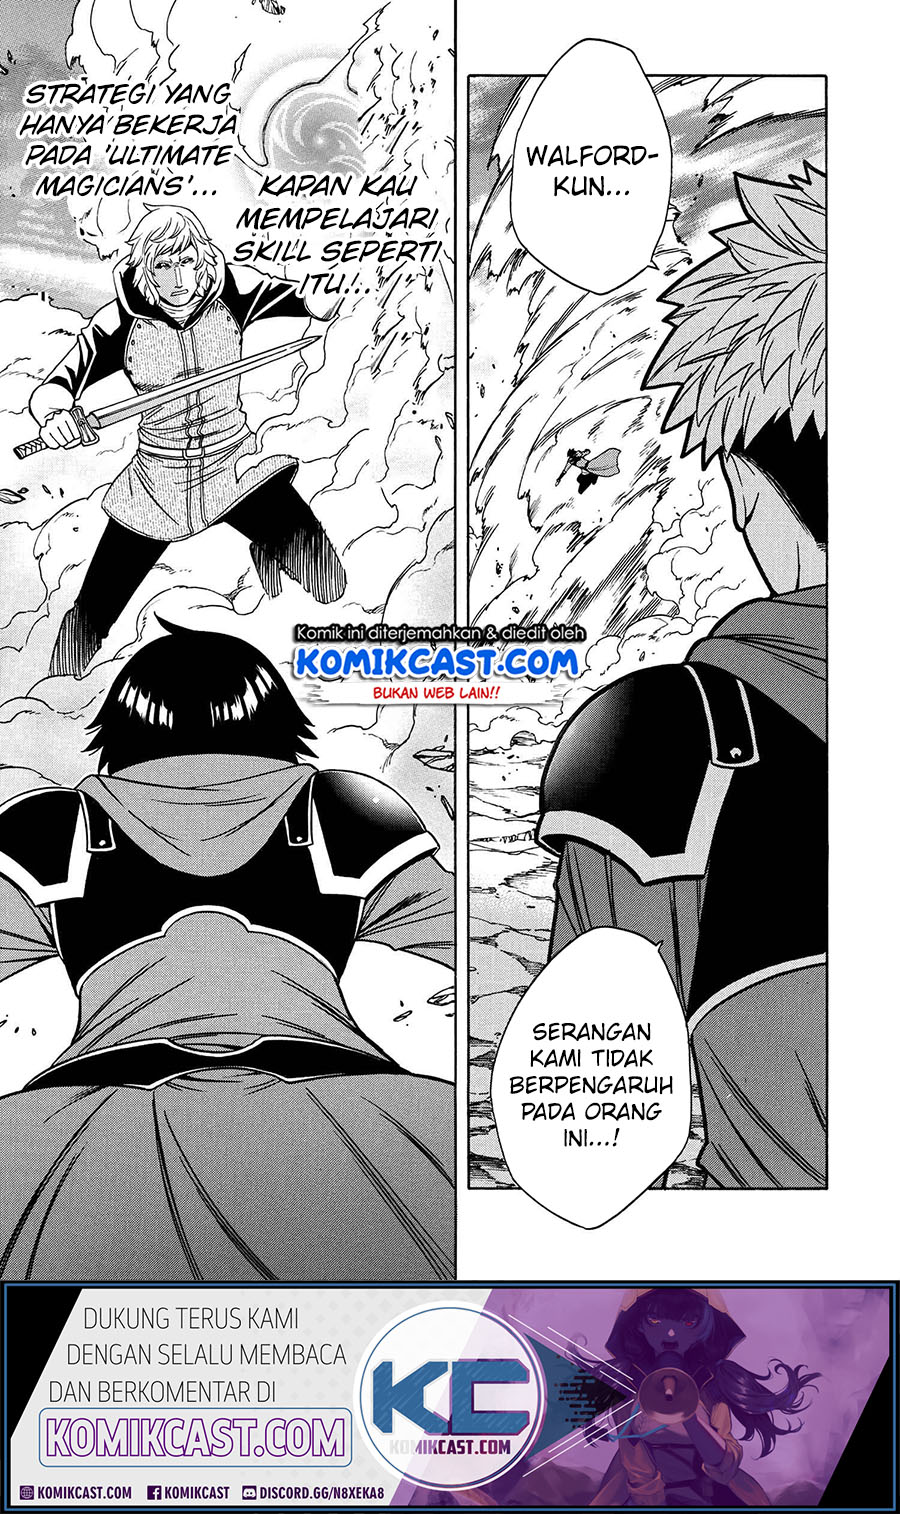 WALFORD-
KUN...
SERANGAN
KAMI TIDAK
BERPENGARUH
PADA ORANG
INI...!
STRATEGI YANG
HANYA BEKERJA
PADA 'ULTIMATE
MAGICIANS'...
KAPAN KAU
MEMPELAJARI
SKILL SEPERTI
ITU...
Komik ini diterjemahkan & diedit oleh
KOMIKCAST.COM
BUKAN WEB LAIN!!
DUKUNG TERUS KAMI
DENGAN SELALU MEMBACA
DAN BERKOMENTAR DI
KOMIKCAST.COM
KC
KOMIKCAST.COM
KOMIKCAST.COM
KOMIKCAST
DISCORD.GG/N8XEKA8